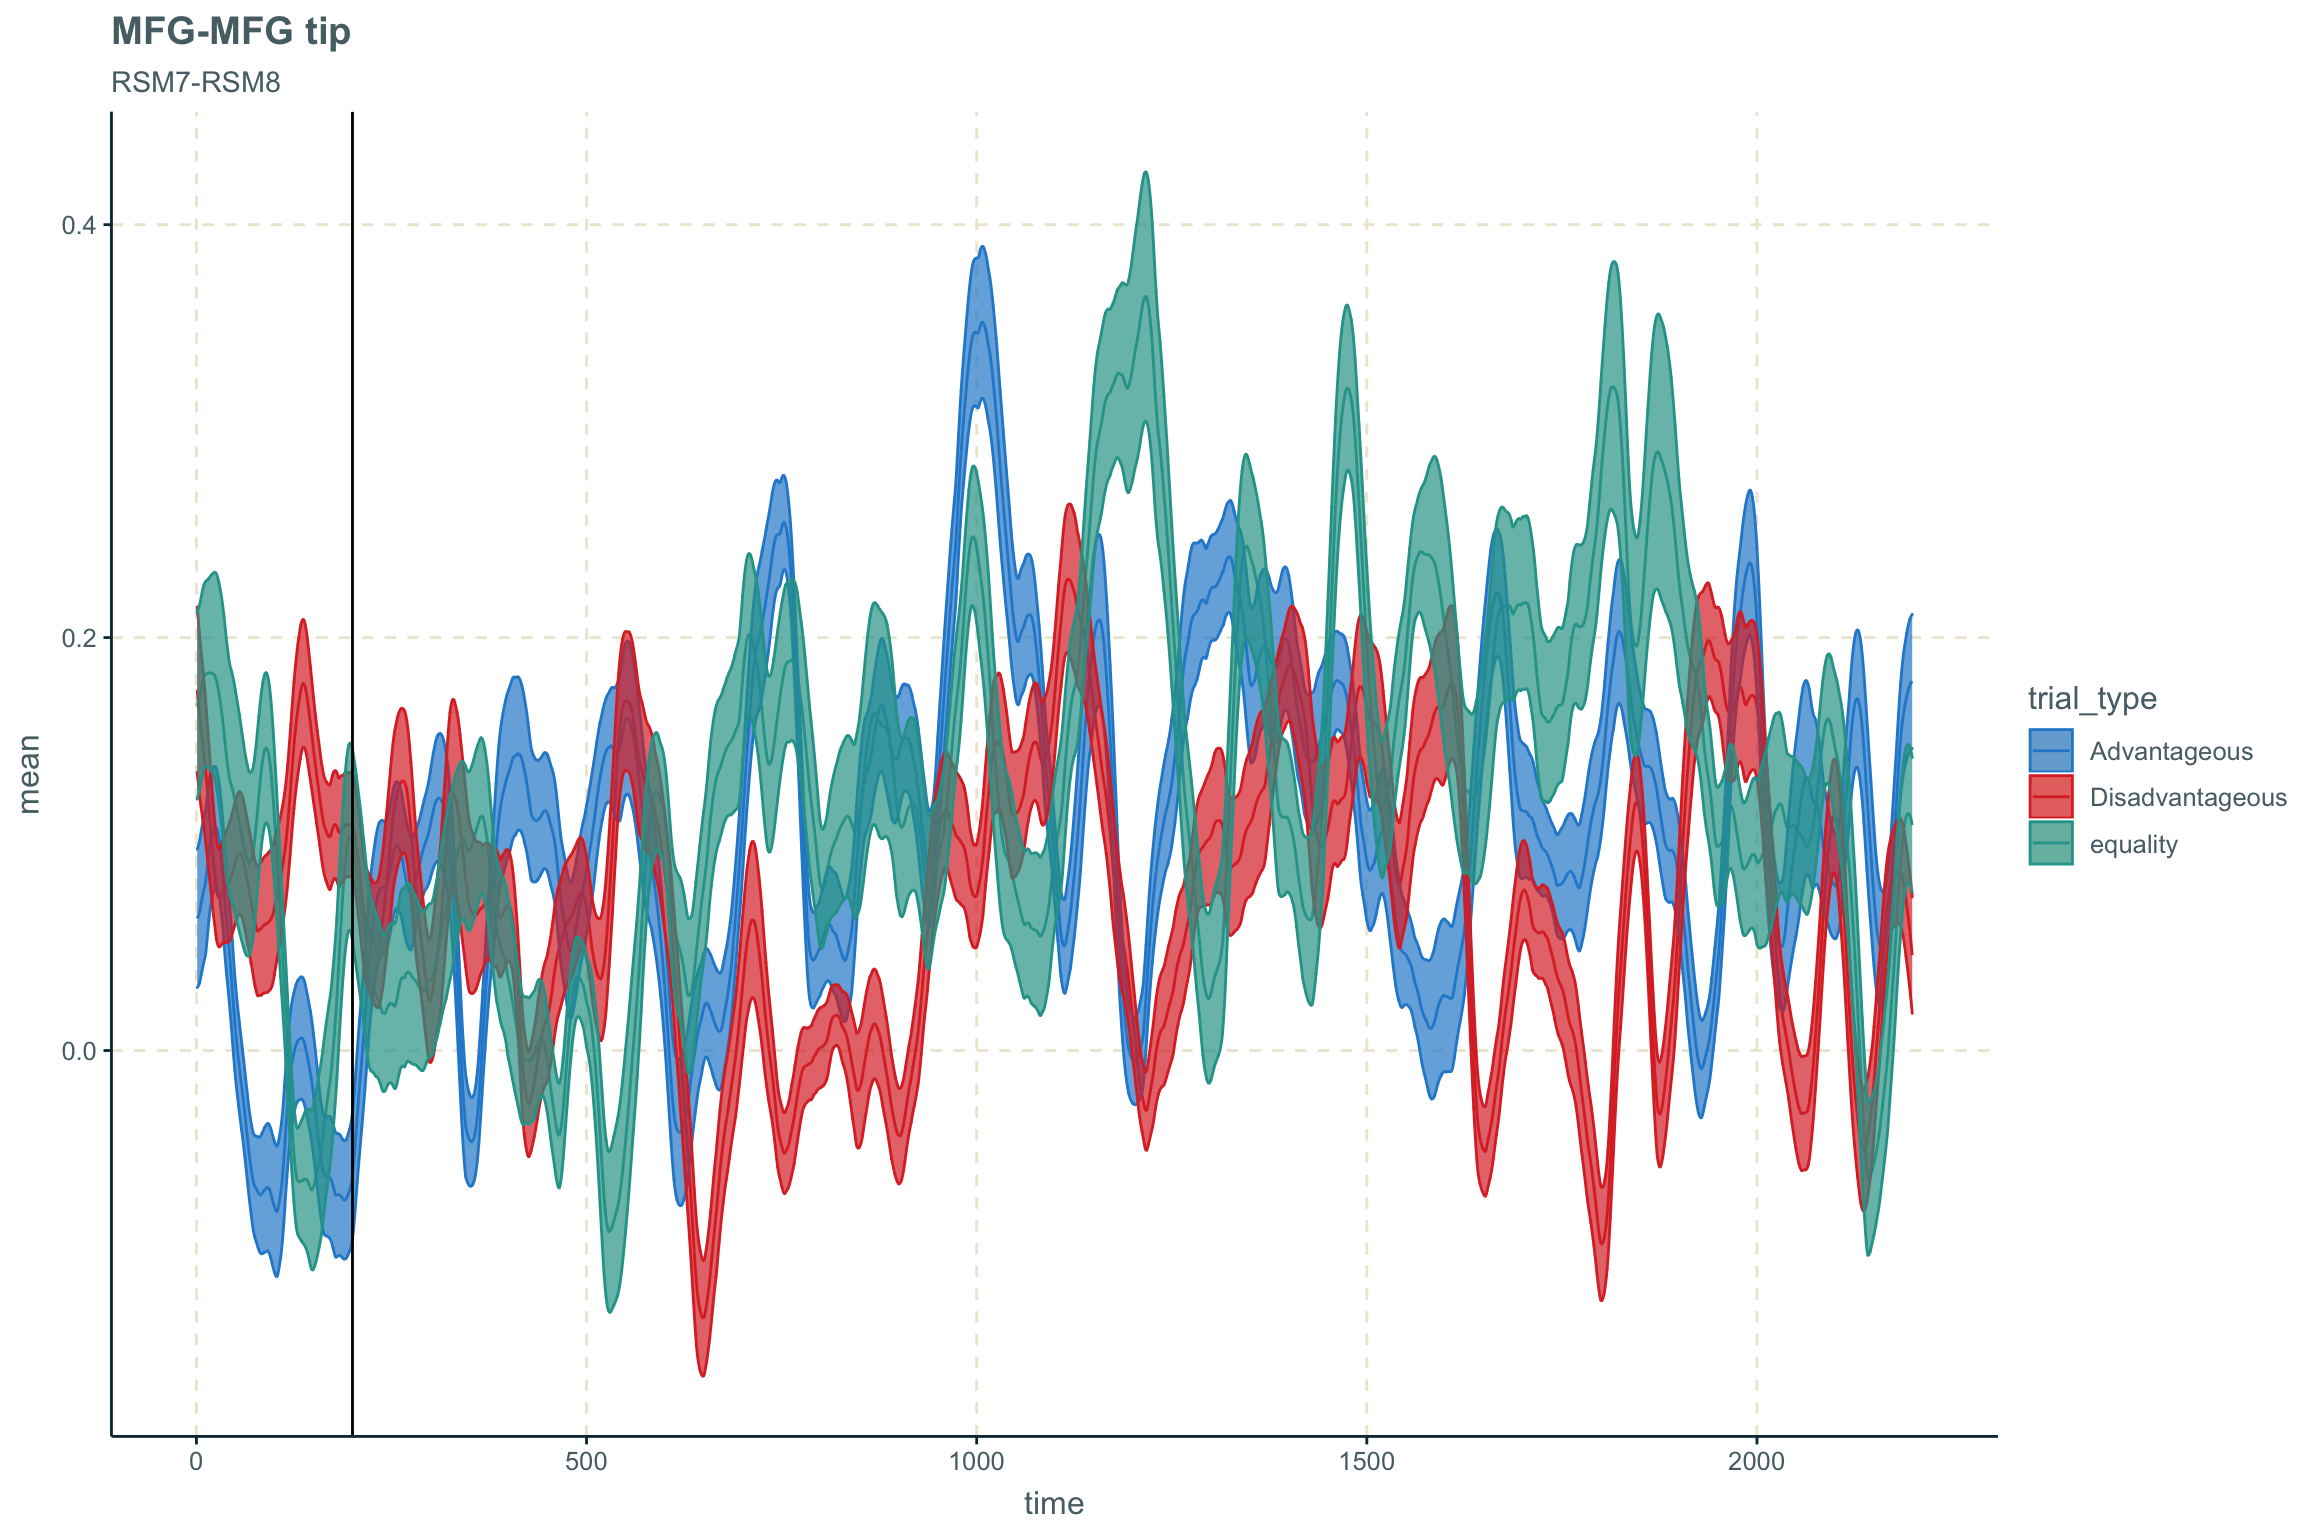 MFG-MFG tip
RSM7-RSM8
0.4
0.2
0.0
mean
0
500
1000
1500
2000
time
trial_type
Advantageous
Disadvantageous
equality